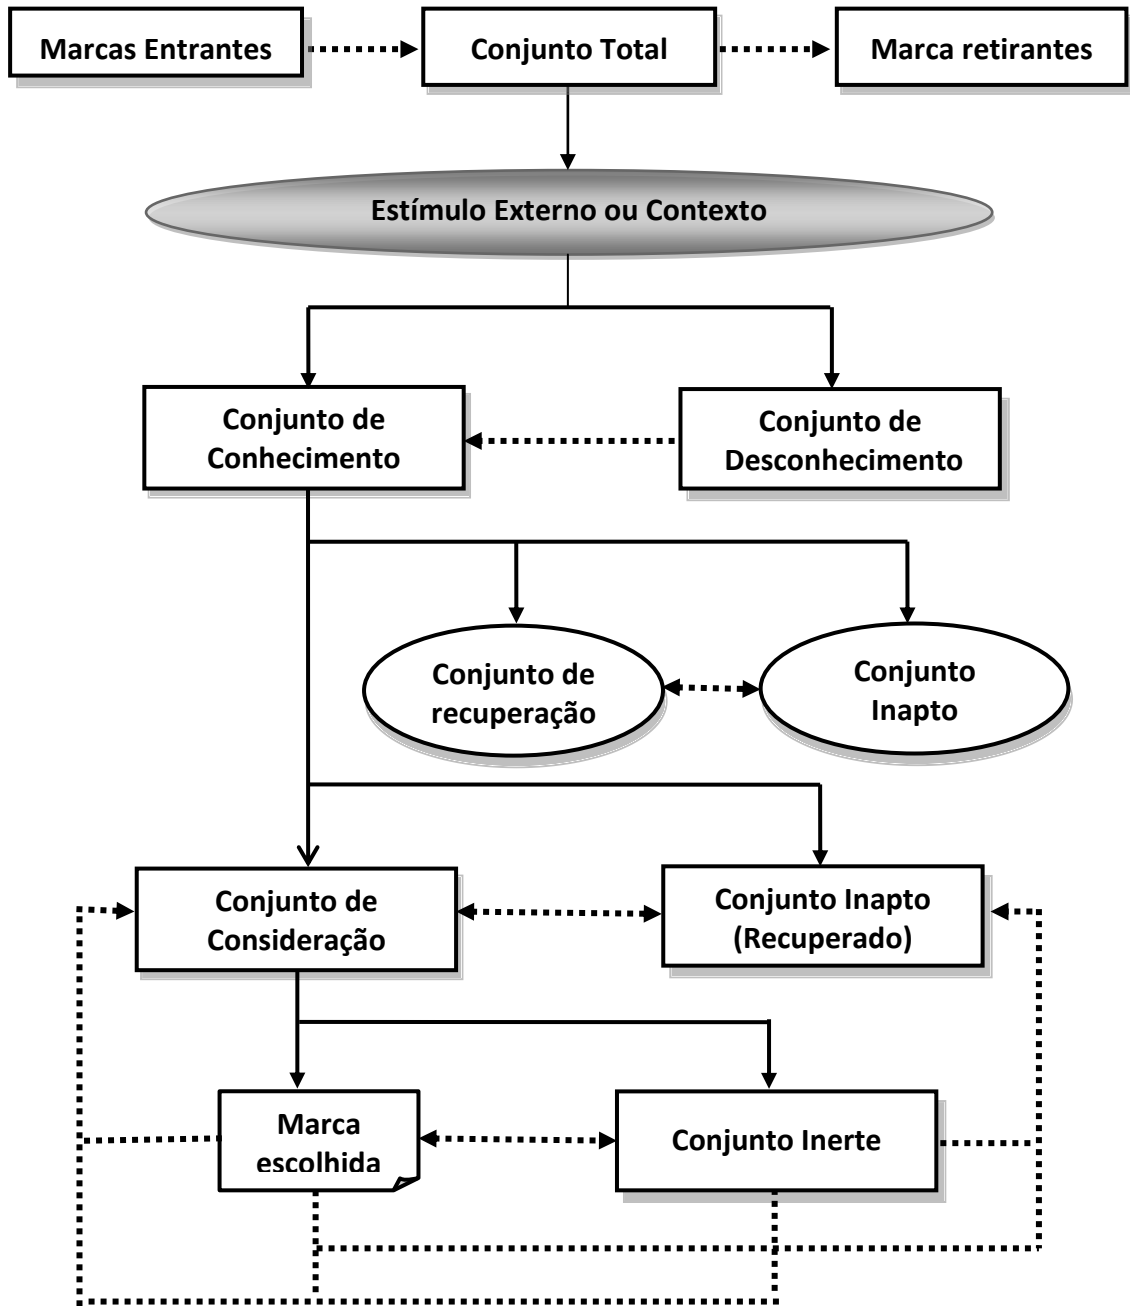 Marcas Entrantes
Conjunto Total
Marca retirantes
Estímulo Externo ou Contexto
Conjunto de
Conhecimento
Conjunto de
Desconhecimento
Conjunto de
recuperação
Conjunto
Inapto
Conjunto de
Consideração
Conjunto Inapto
(Recuperado)
Marca
escolhida
Conjunto Inerte